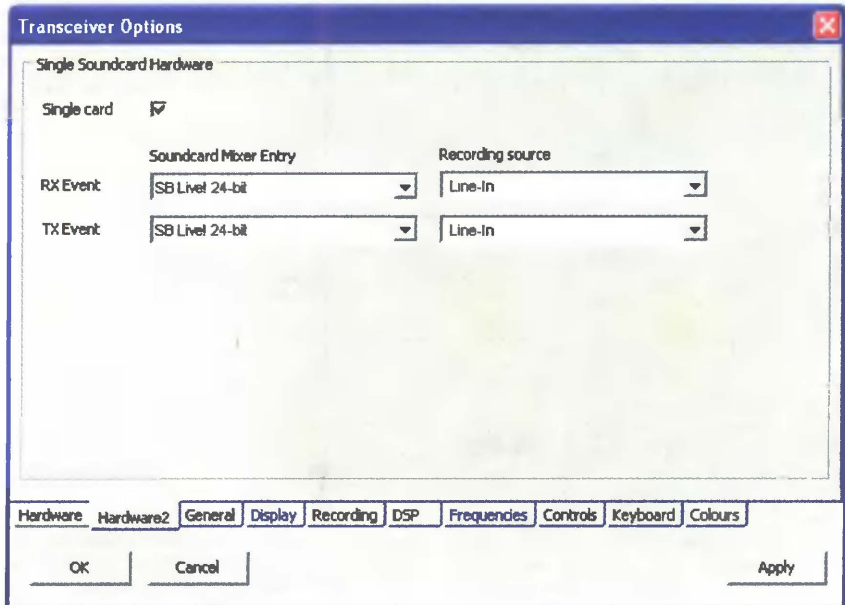 Transceiver Options
Single Soundcard Hardware
Single card
Soundcard Mixer Entry Recording source
RX Event SB Live! 24-bit Line-In
TX Event SB Live! 24-bit Line-In
Hardware Hardware2 General Display Recording DSP Frequencies Controls Keyboard Colours
OK Cancel Apply